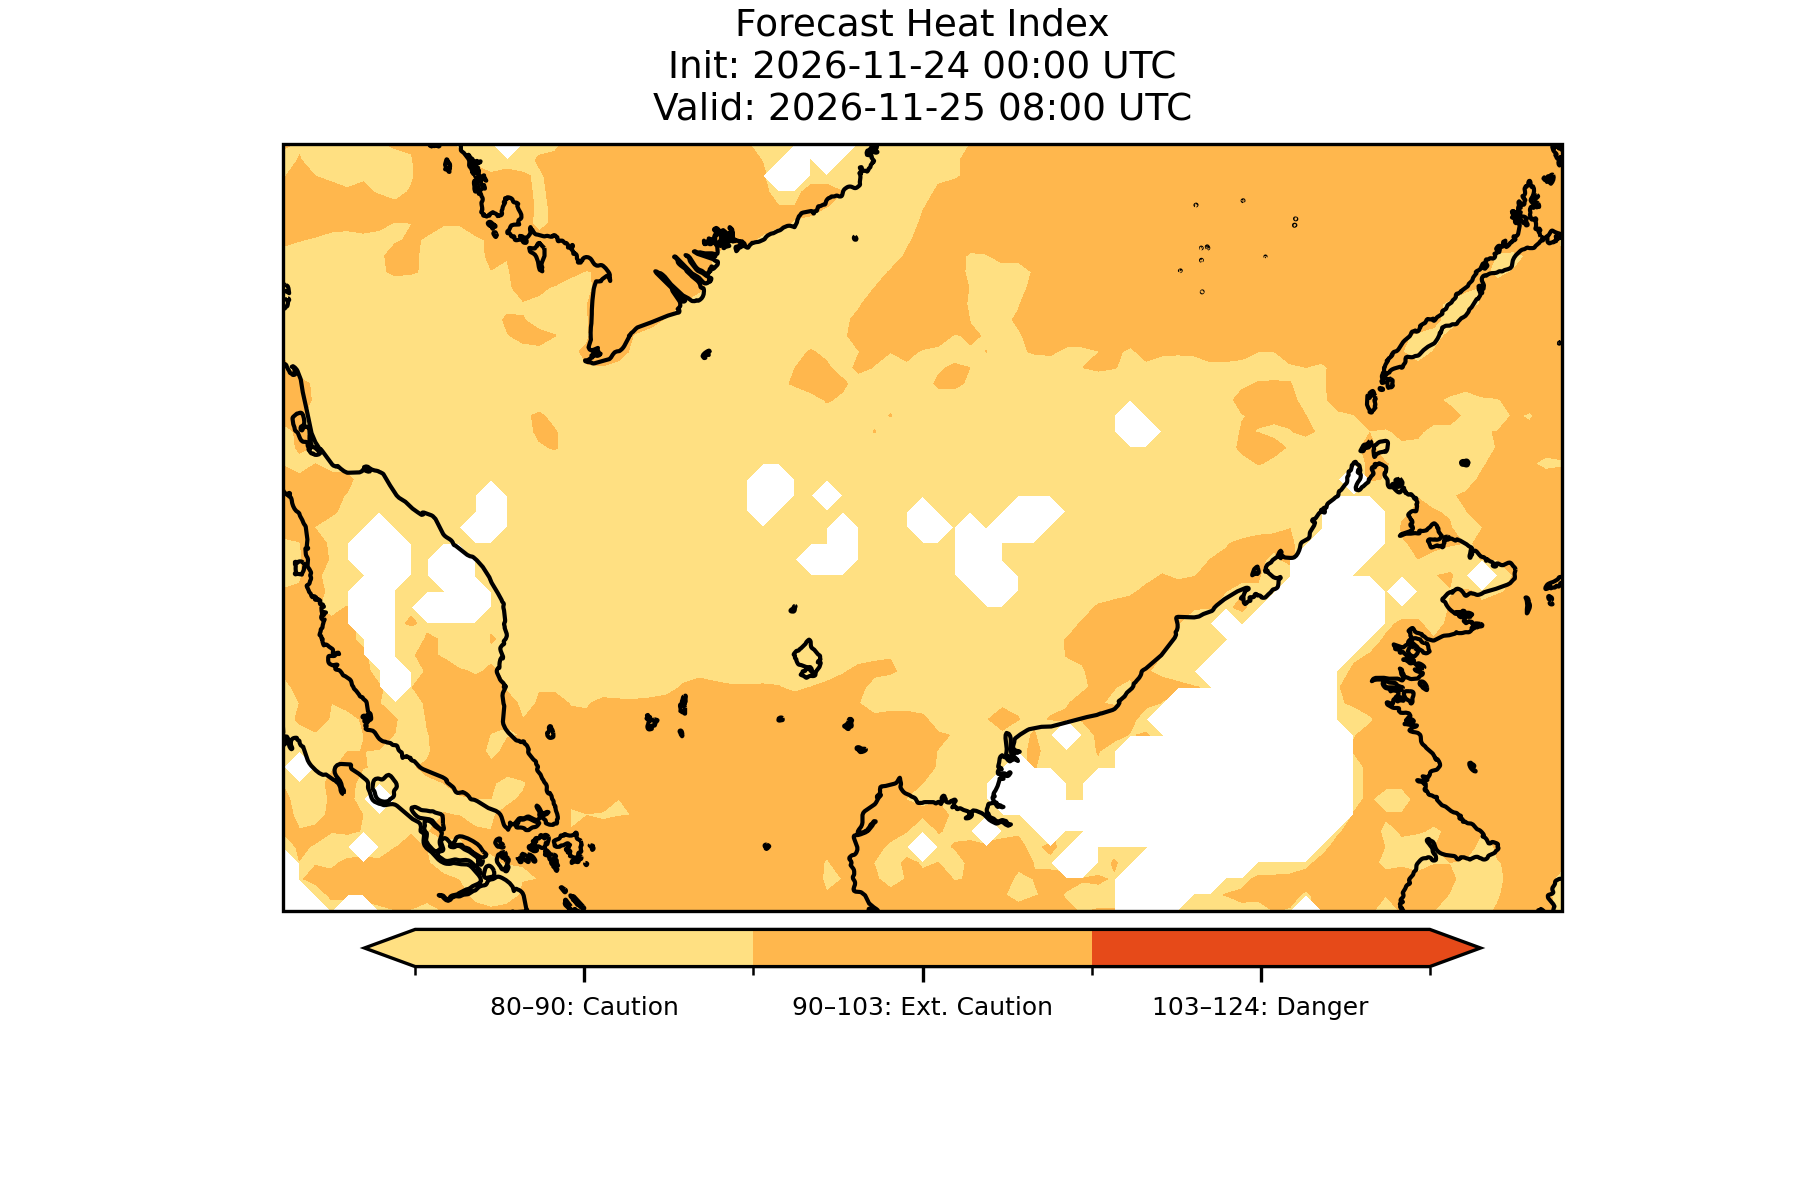 Forecast Heat Index
Init: 2026-11-24 00:00 UTC
Valid: 2026-11-25 08:00 UTC
80–90: Caution
90–103: Ext. Caution
103–124: Danger